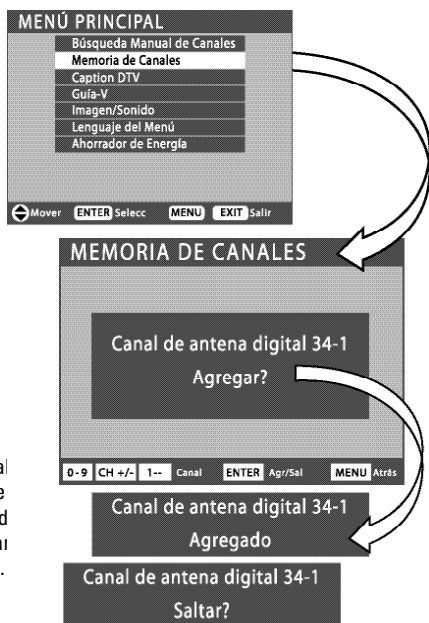 MENÚ PRINCIPAL
Búsqueda Manual de Canales
Memoria de Canales
Caption DTV
Guía-V
Imagen/Sonido
Lenguaje del Menú
Ahorrador de Energía
Mover ENTER Selecc MENU EXIT Salir
MEMORIA DE CANALES
Canal de antena digital 34-1
Agregar?
0-9 CH +/- 1-- Canal ENTER Agr/Sal MENU Atrás
Canal de antena digital 34-1
Agregado
Canal de antena digital 34-1
Saltar?